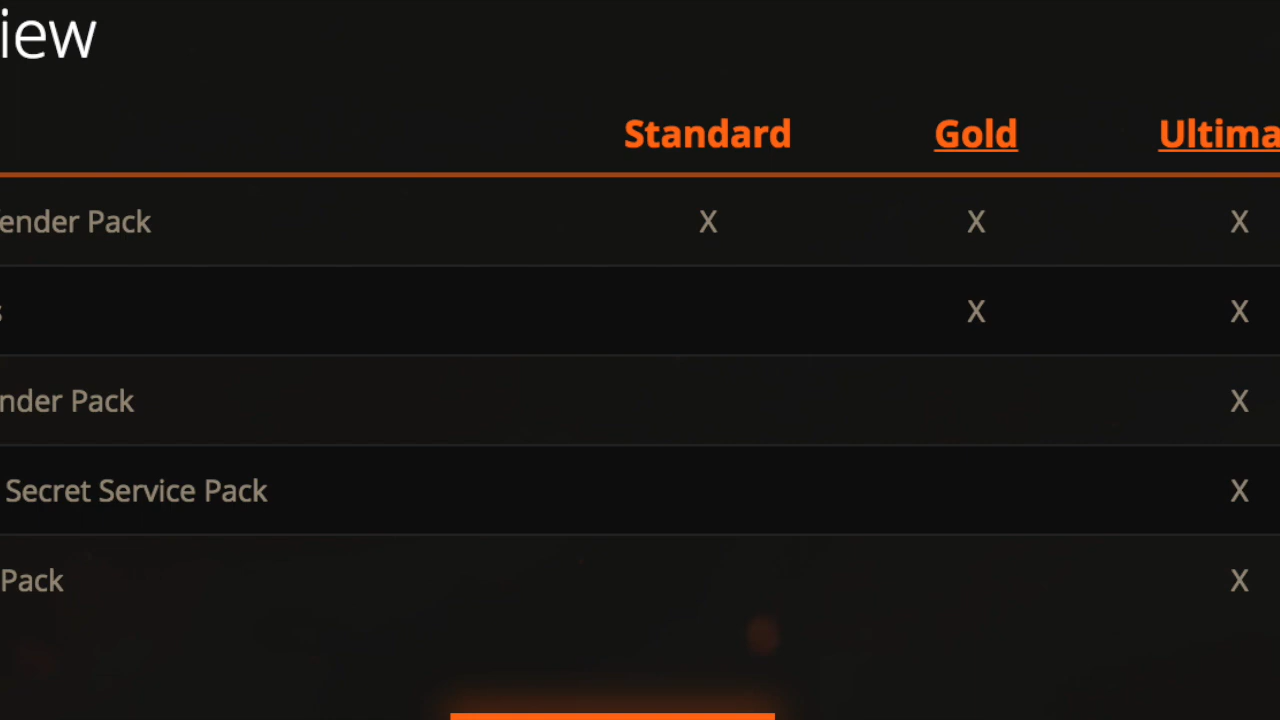 iew
Standard Gold Ultima
ender Pack X X X
s X X
nder Pack X
Secret Service Pack X
Pack X